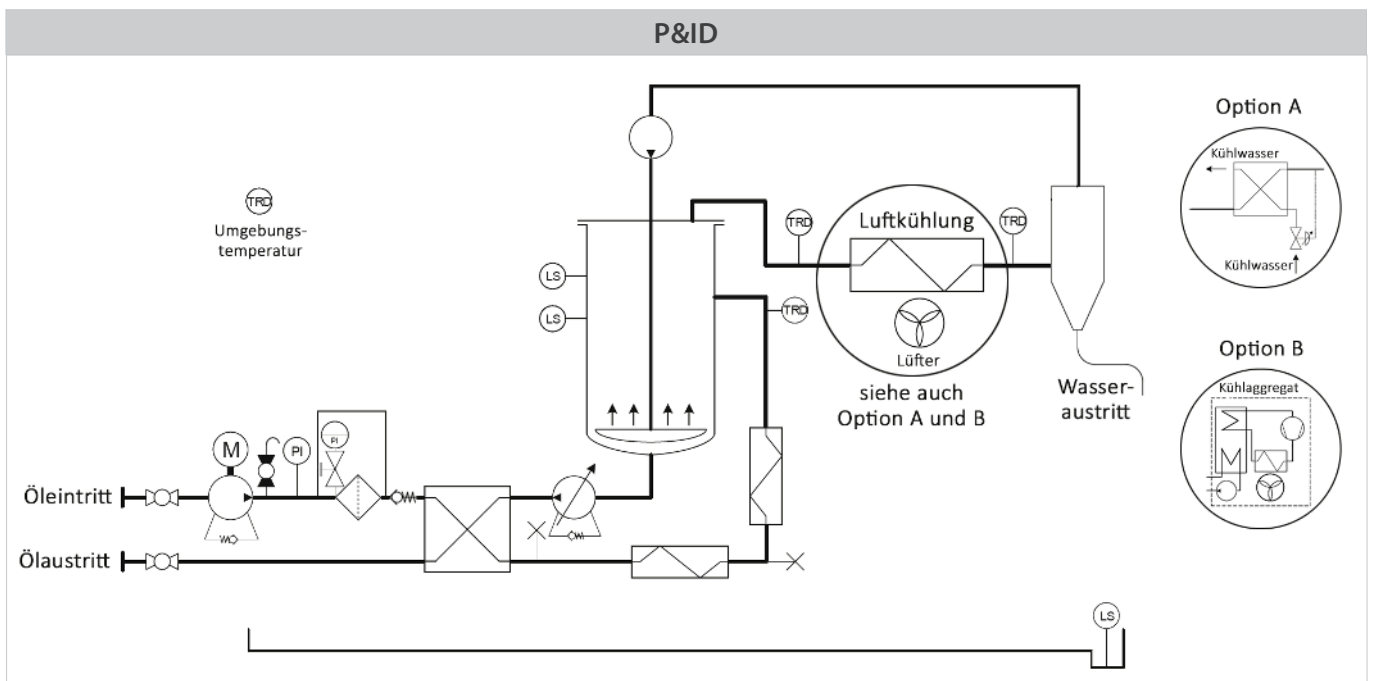 P&ID
Option A
Kühlwasser
Kühlwasser
TRD
Umgebungs-
temperatur
LS
LS
TRD
Luftkühlung
TRD
TRD
Lüfter
siehe auch
Option A und B
Wasser-
austritt
Option B
Kühlaggregat
M
PI
PI
Öleintritt
Ölaustritt
LS